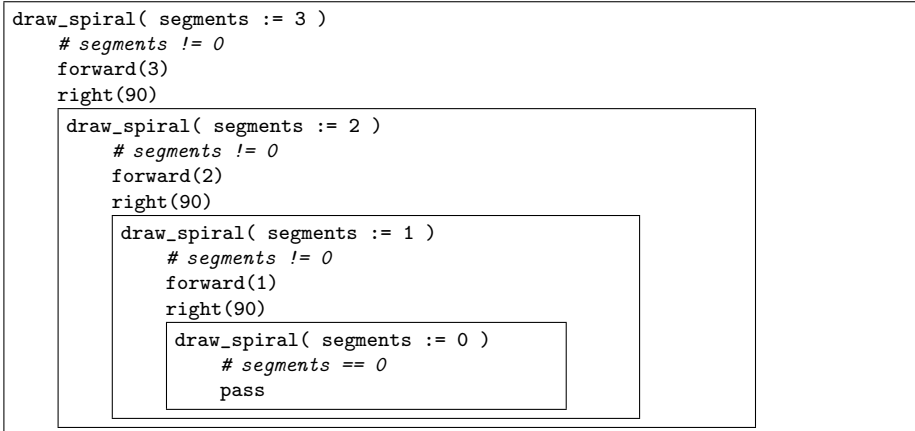 draw_spiral( segments := 3 )
# segments != 0
forward(3)
right(90)
draw_spiral( segments := 2 )
# segments != 0
forward(2)
right(90)
draw_spiral( segments := 1 )
# segments != 0
forward(1)
right(90)
draw_spiral( segments := 0 )
# segments == 0
pass